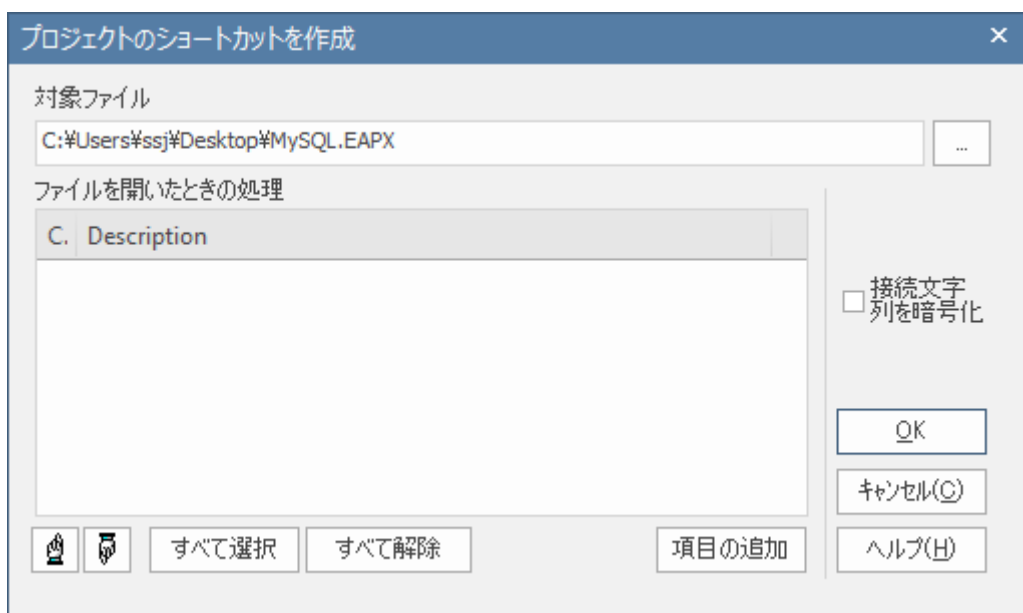 プロジェクトのショートカットを作成
対象ファイル
C:¥Users¥ssj¥Desktop¥MySQL.EAPX
...
ファイルを開いたときの処理
C. Description
接続文字
列を暗号化
OK
キャンセル(C)
すべて選択 すべて解除 項目の追加 ヘルプ(H)